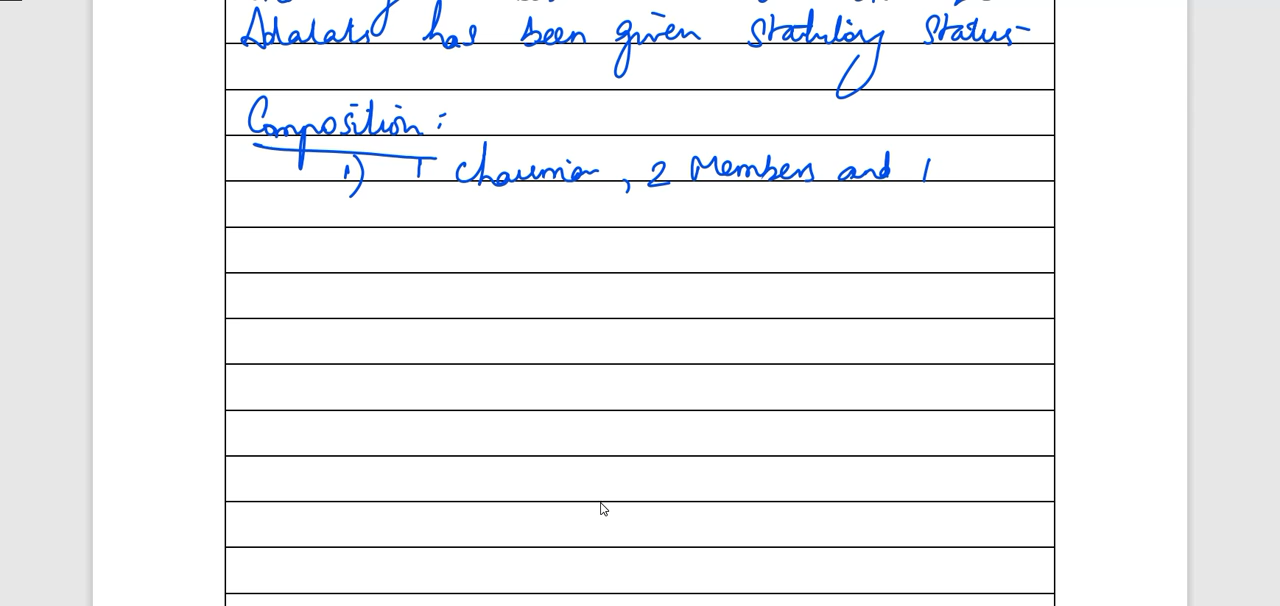 Adalats has been given Statutory Status-
Composition:
1) 1 Chairman, 2 Members and 1